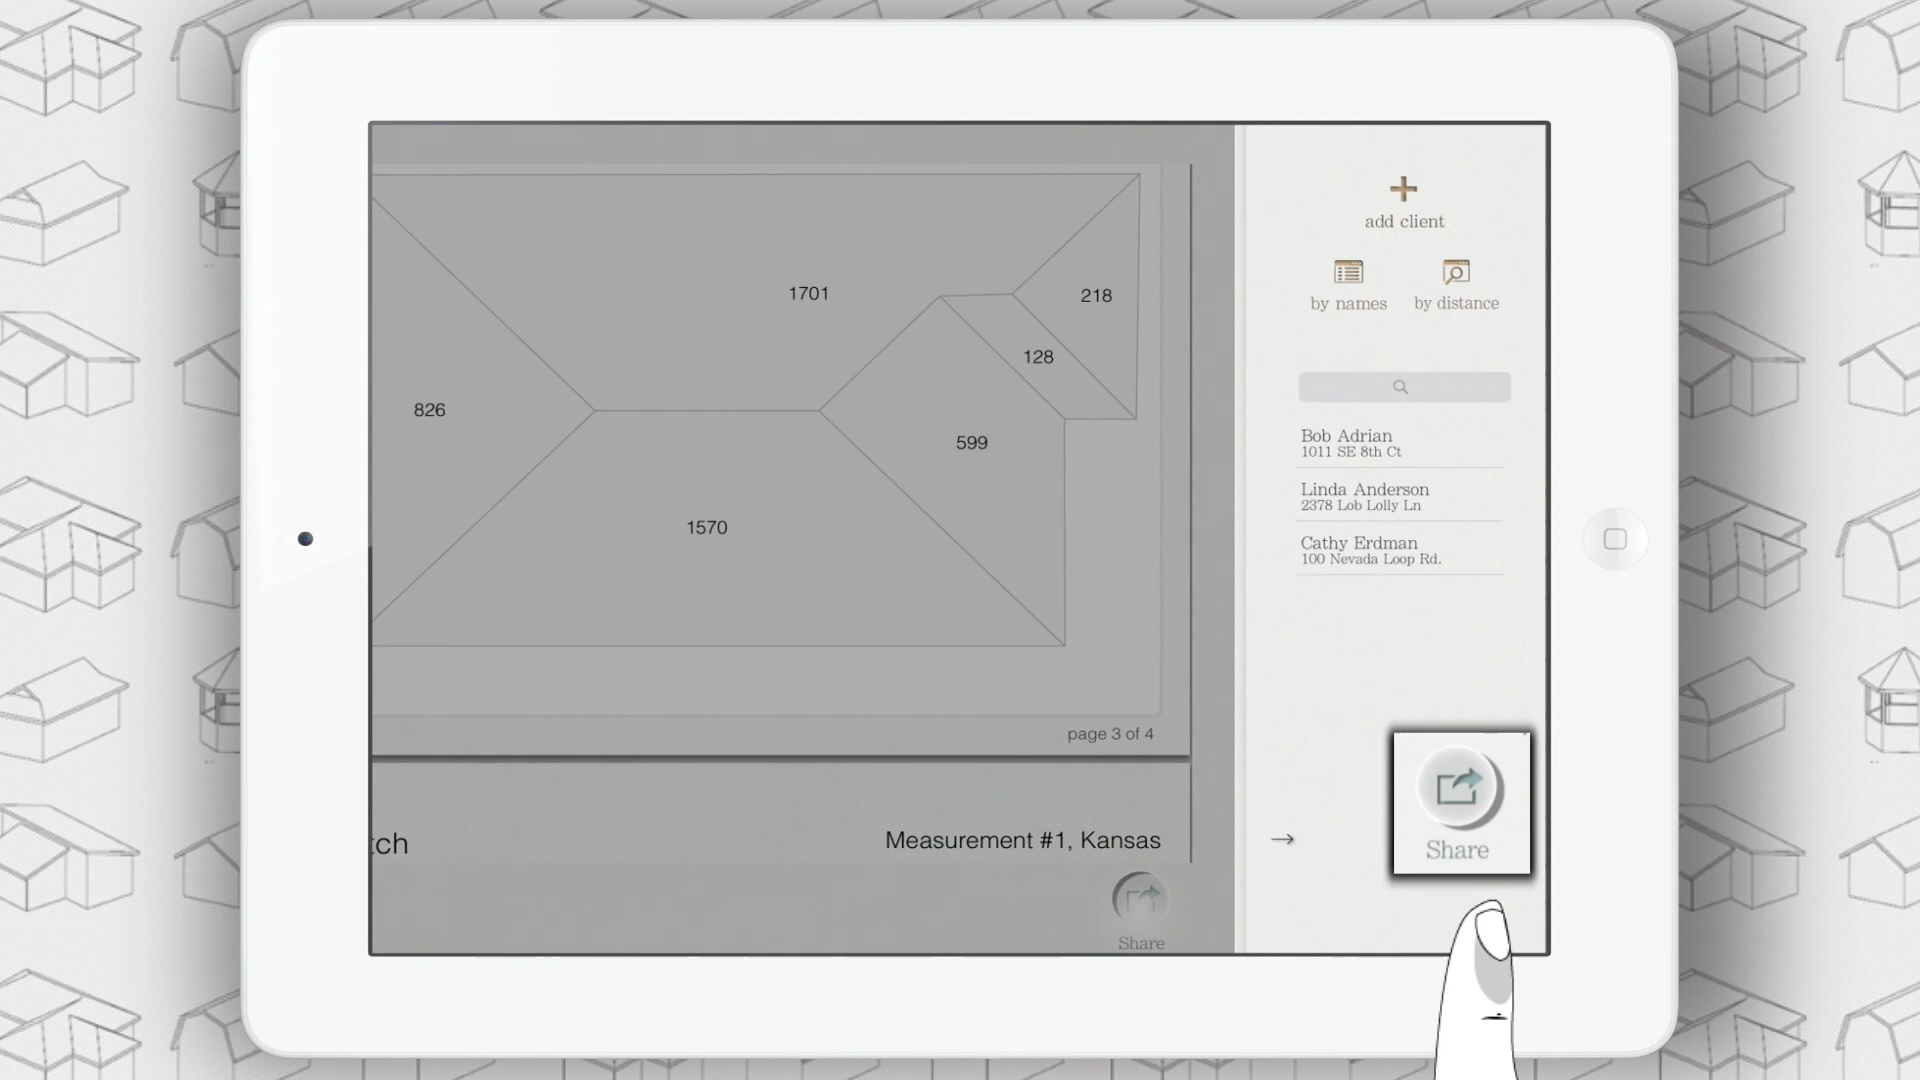 1701
218
128
826
599
1570
page 3 of 4
tch
Measurement #1, Kansas
Share
add client
by names
by distance
Bob Adrian
1011 SE 8th Ct
Linda Anderson
2378 Lob Lolly Ln
Cathy Erdman
100 Nevada Loop Rd.
Share